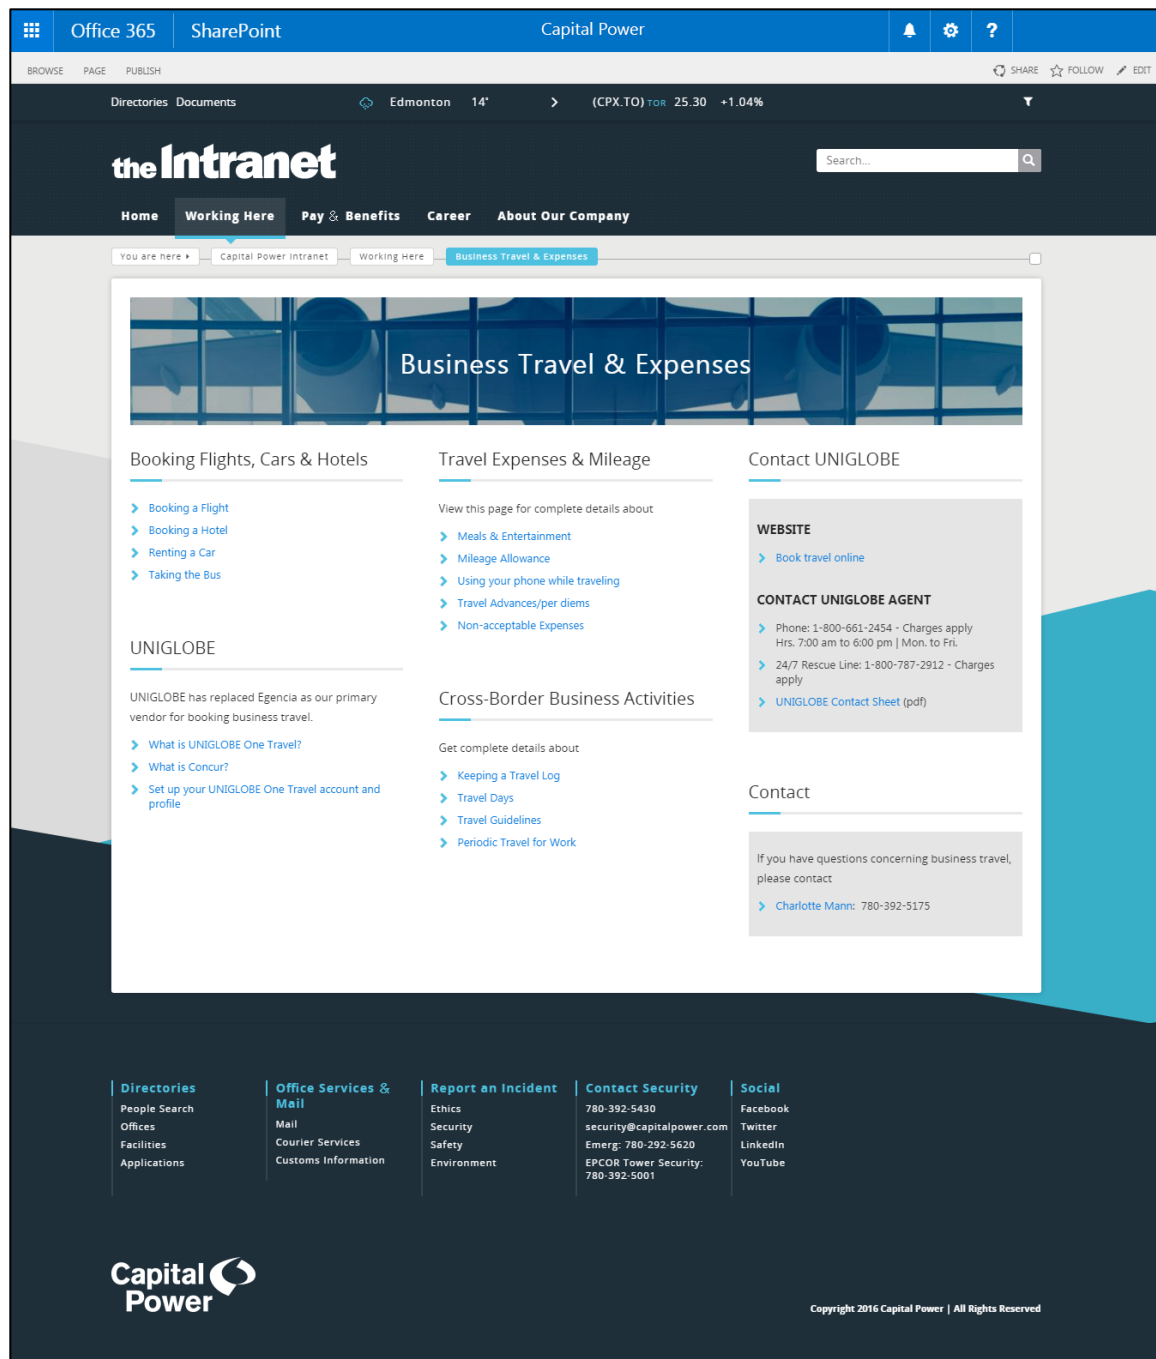 Office 365 SharePoint Capital Power ?
BROWSE PAGE PUBLISH SHARE FOLLOW EDIT
Directories Documents Edmonton 14° (CPX.TO) TOR 25.30 +1.04%
the Intranet
Search...
Home Working Here Pay & Benefits Career About Our Company
You are here Capital Power Intranet Working Here Business Travel & Expenses
Business Travel & Expenses
Booking Flights, Cars & Hotels
Booking a Flight
Booking a Hotel
Renting a Car
Taking the Bus
UNIGLOBE
UNIGLOBE has replaced Egencia as our primary
vendor for booking business travel.
What is UNIGLOBE One Travel?
What is Concur?
Set up your UNIGLOBE One Travel account and
profile
Travel Expenses & Mileage
View this page for complete details about
Meals & Entertainment
Mileage Allowance
Using your phone while traveling
Travel Advances/per diems
Non-acceptable Expenses
Cross-Border Business Activities
Get complete details about
Keeping a Travel Log
Travel Days
Travel Guidelines
Periodic Travel for Work
Contact UNIGLOBE
WEBSITE
Book travel online
CONTACT UNIGLOBE AGENT
Phone: 1-800-661-2454 - Charges apply
Hrs. 7:00 am to 6:00 pm | Mon. to Fri.
24/7 Rescue Line: 1-800-787-2912 - Charges
apply
UNIGLOBE Contact Sheet (pdf)
Contact
If you have questions concerning business travel,
please contact
Charlotte Mann: 780-392-5175
Directories
People Search
Offices
Facilities
Applications
Office Services &
Mail
Mail
Courier Services
Customs Information
Report an Incident
Ethics
Security
Safety
Environment
Contact Security
780-392-5430
security@capitalpower.com
Emerg: 780-292-5620
EPCOR Tower Security:
780-392-5001
Social
Facebook
Twitter
LinkedIn
YouTube
Capital
Power
Copyright 2016 Capital Power | All Rights Reserved